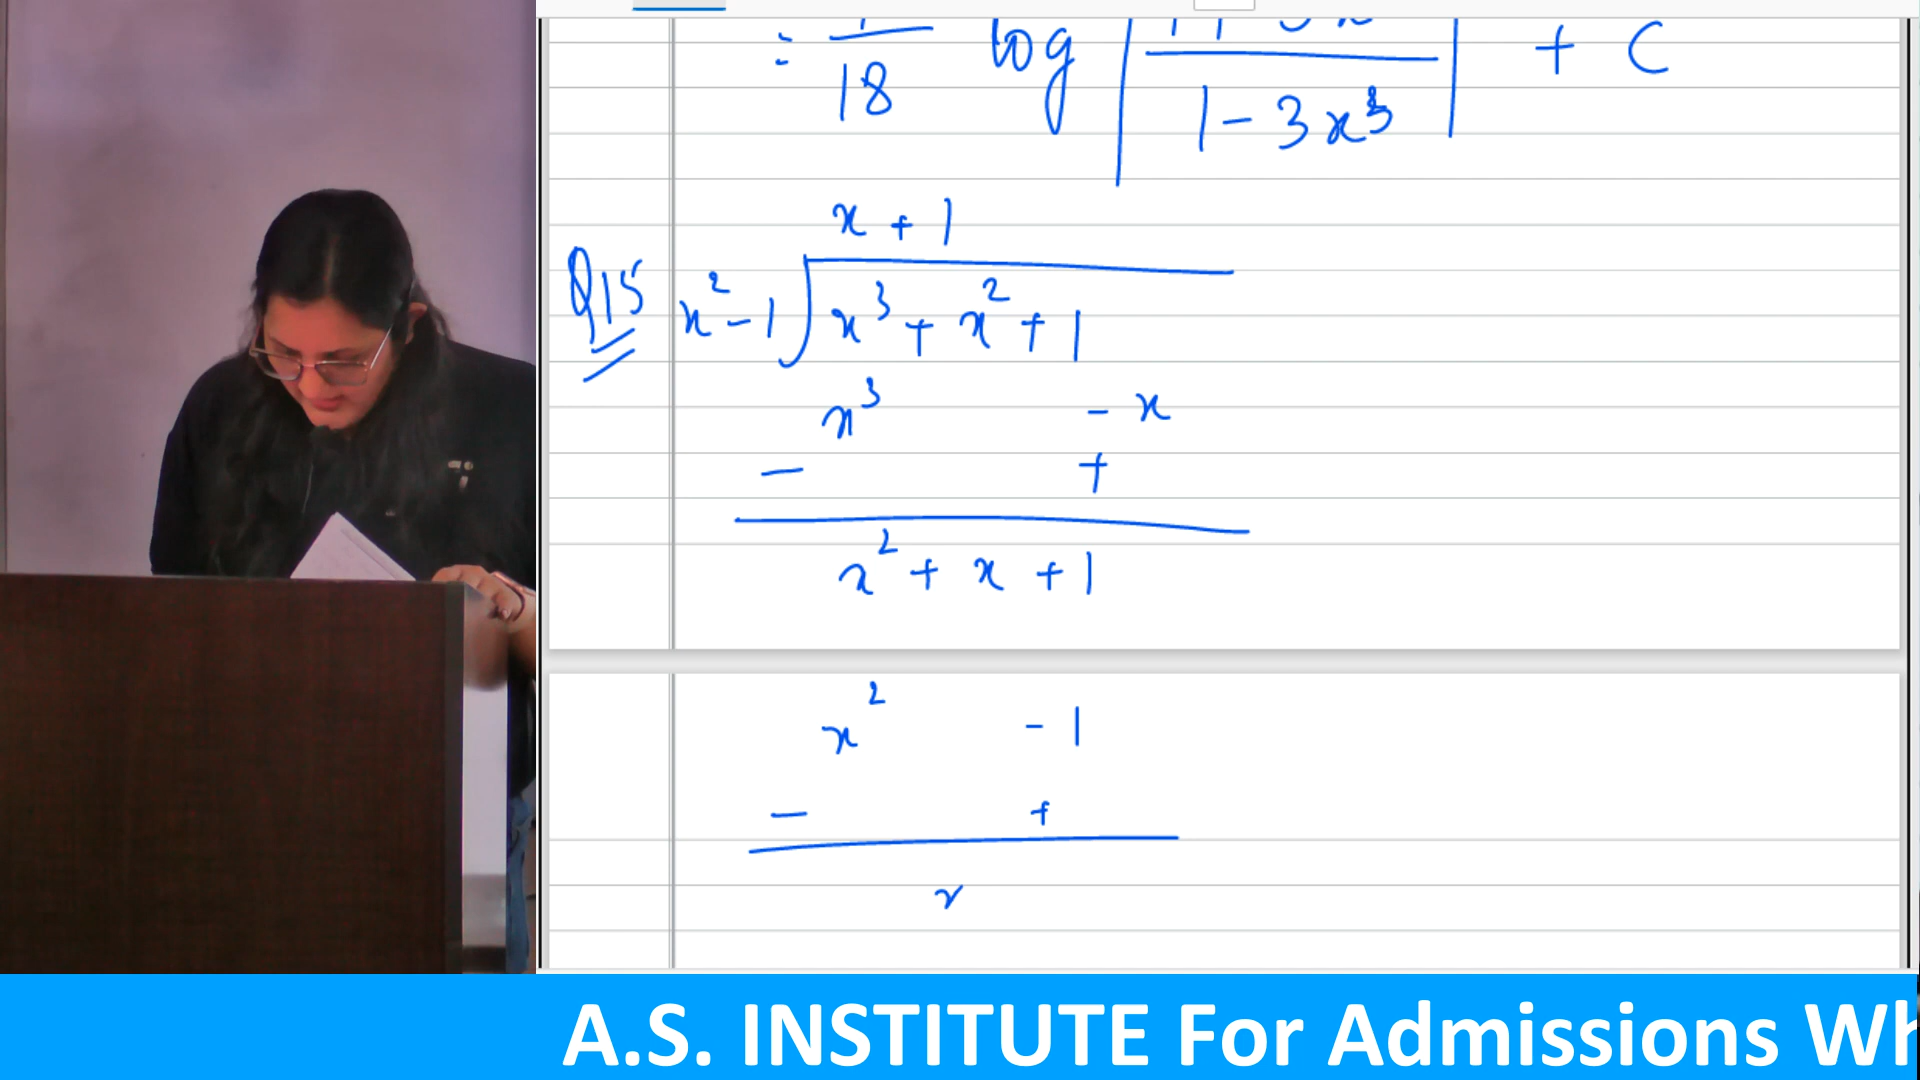 = 1/18 log | / 1 - 3x³ | + C
x + 1
Q15 x² - 1 ) x³ + x² + 1
x³ - x
- +
x² + x + 1
x² - 1
- +
x
A.S. INSTITUTE For Admissions Wh